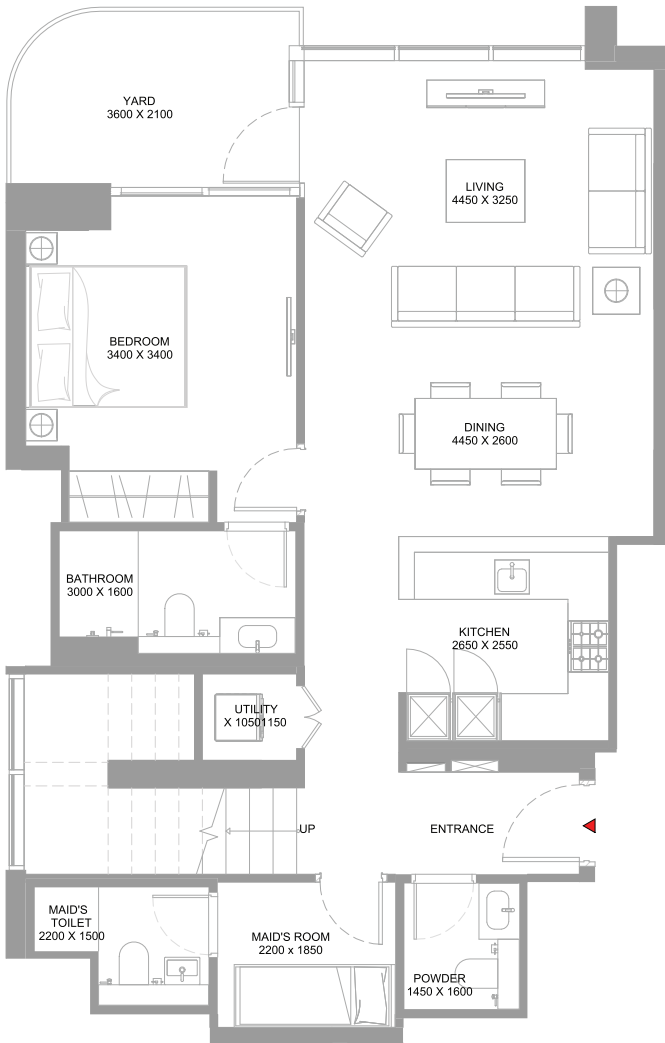 YARD
3600 X 2100
LIVING
4450 X 3250
BEDROOM
3400 X 3400
DINING
4450 X 2600
BATHROOM
3000 X 1600
KITCHEN
2650 X 2550
UTILITY
X 10501150
UP
ENTRANCE
MAID'S
TOILET
2200 X 1500
MAID'S ROOM
2200 x 1850
POWDER
1450 X 1600